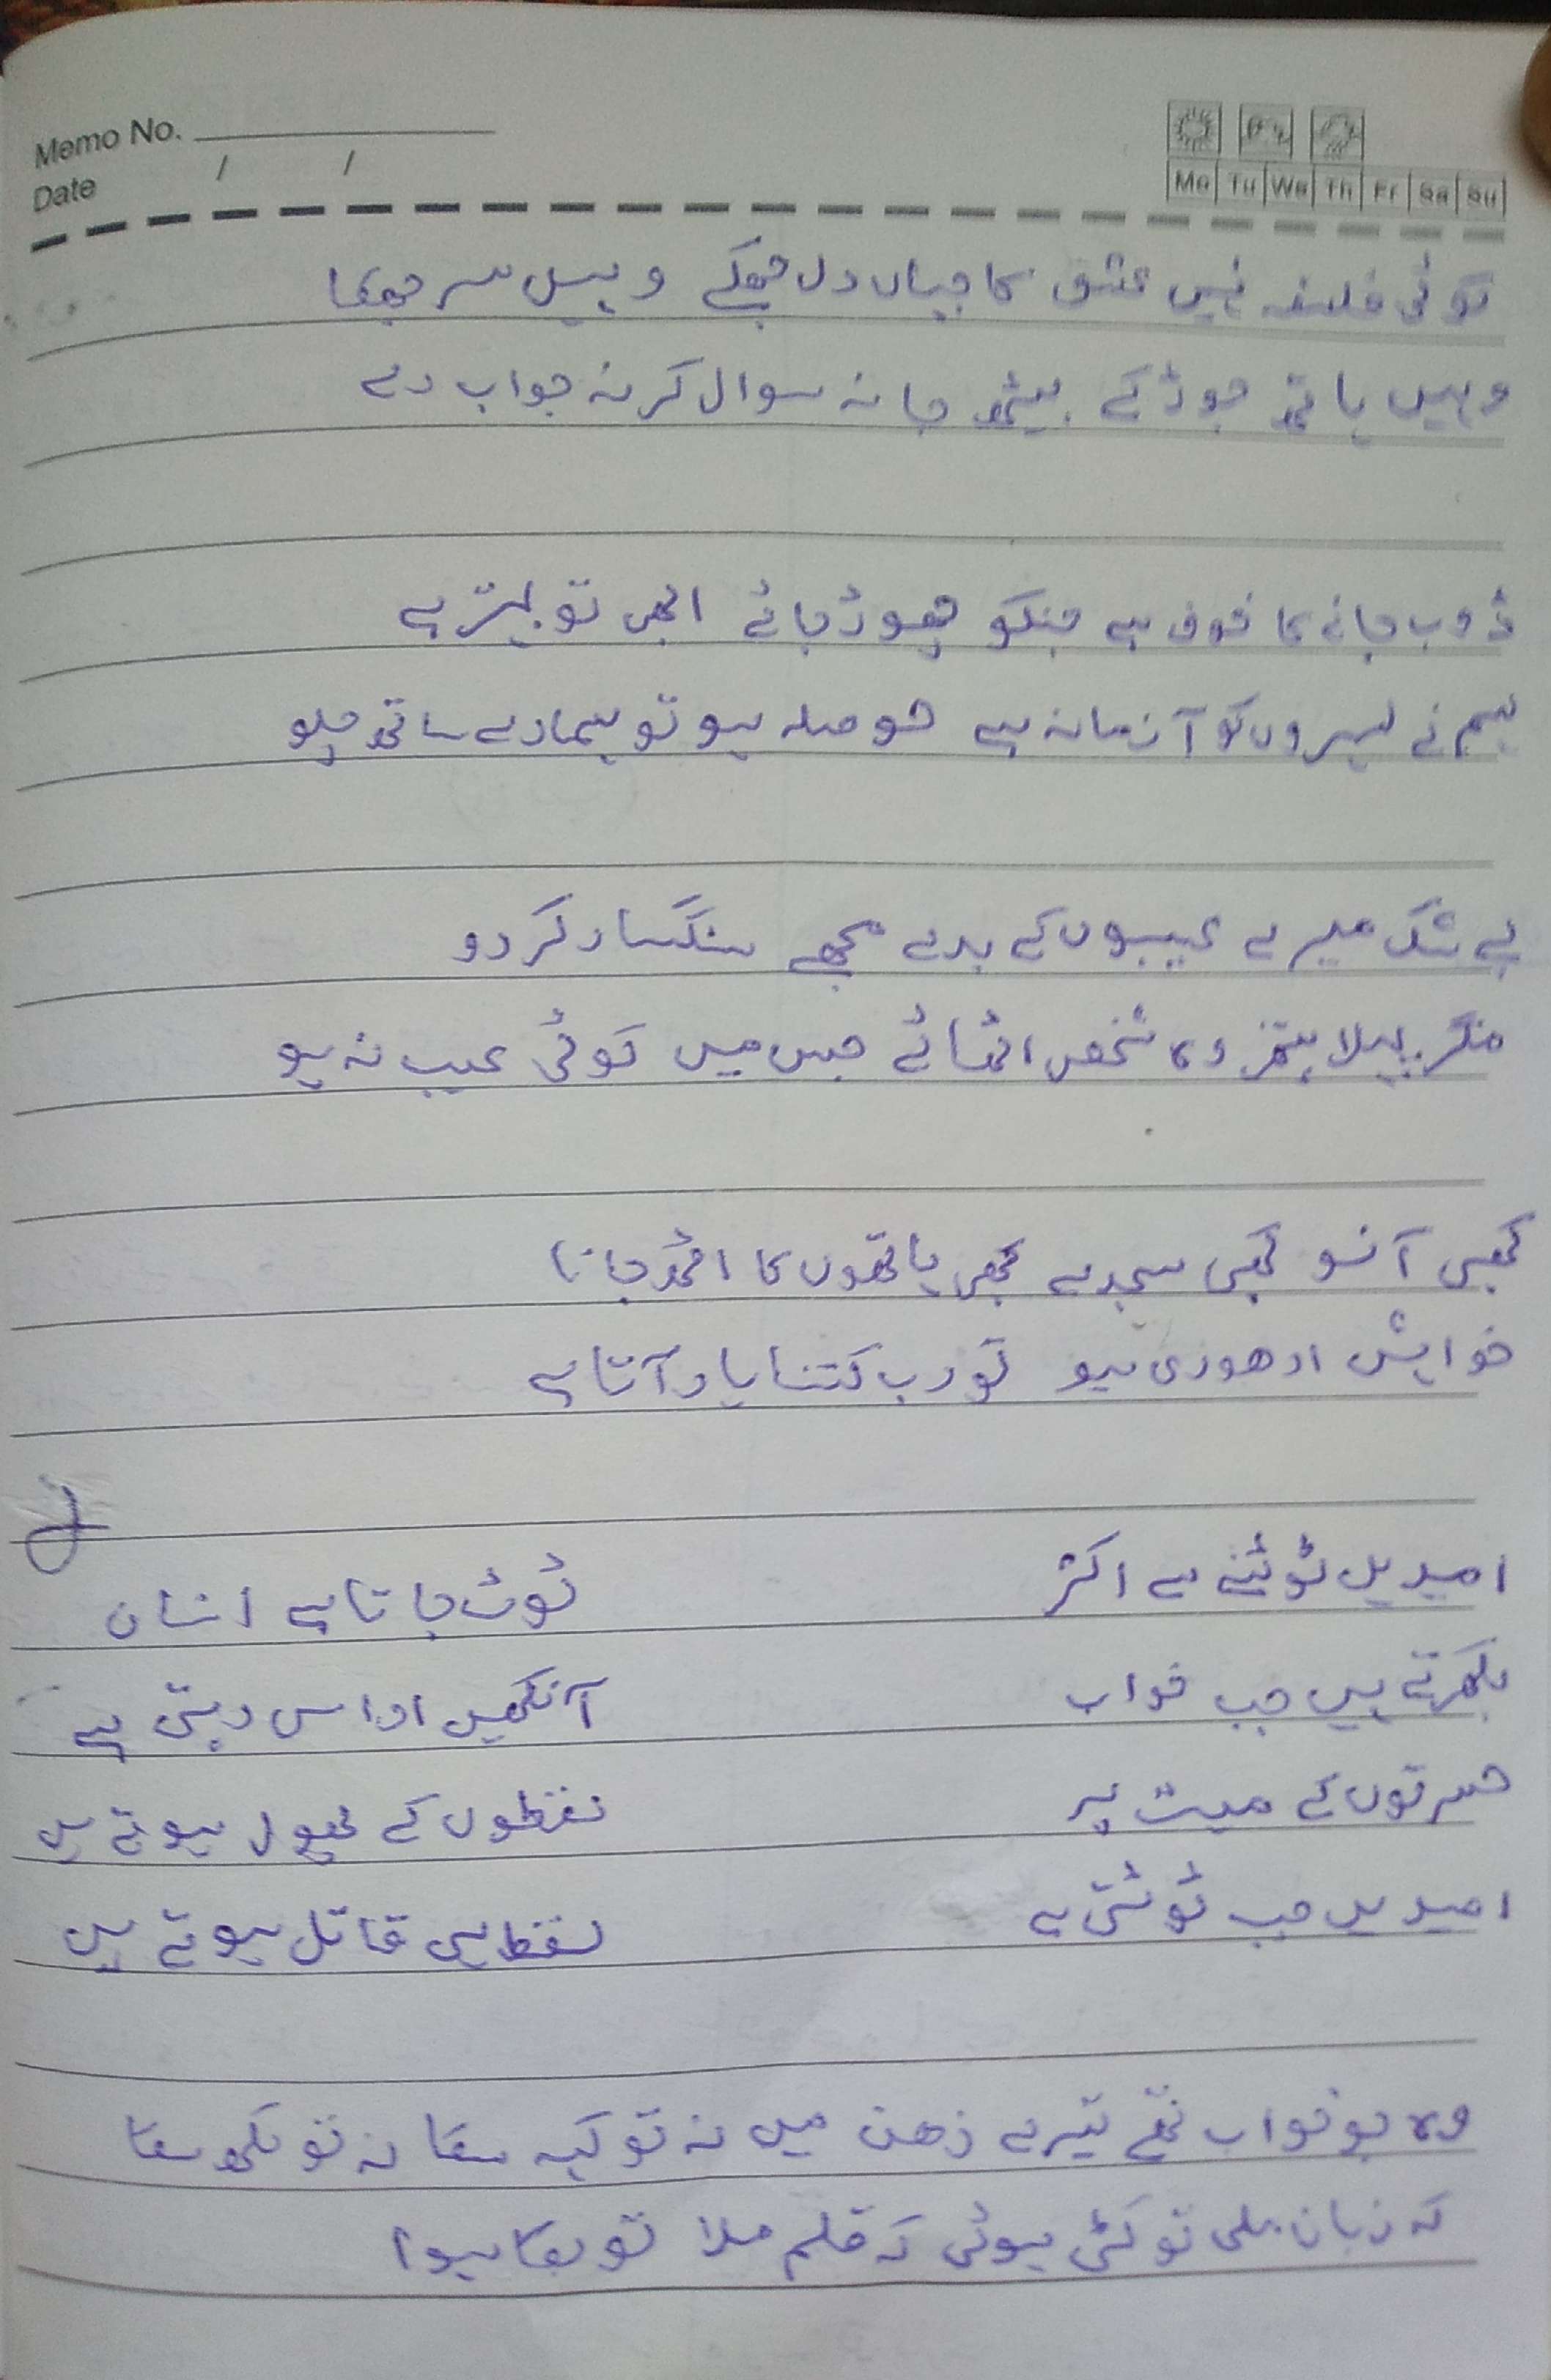 Memo No.
Date / /
Mo Tu We Th Fr Sa Su
کوئی فلسفہ نہیں عشق کا جہاں دل جھکے وہیں سر جھکا
وہیں ہاتھ جوڑ کے بیٹھ جا نہ سوال کر نہ جواب دے
ڈوب جانے کا خوف ہے جنکو چھوڑ جائے ابھی تو بہتر ہے
ہم نے لہروں کو آزمانہ ہے حوصلہ ہو تو ہمارے ساتھ چلو
بے شک میرے عیبوں کے بدلے مجھے سنگسار کر دو
مگر پہلا پتھر وہ شخص اٹھائے جس میں کوئی عیب نہ ہو
کبھی آنسو کبھی سجدے کبھی ہاتھوں کا اٹھ جانا
خواہش ادھوری ہو تو رب کتنا یاد آتا ہے
امیدیں ٹوٹنے سے اکثر ٹوٹ جاتا ہے انسان
بکھرتے ہیں جب خواب آنکھیں اداس رہتی ہے
حسرتوں کے میت پر لفظوں کے پھول ہوتے ہیں
امیدیں جب ٹوٹتی ہے لفظ ہی قاتل ہوتے ہیں
وہ جو خواب تھے تیرے ذھن میں نہ تو کہہ سکا نہ تو لکھ سکا
کہ زبان ملی تو کٹی ہوئی کہ قلم ملا تو بکا ہوا